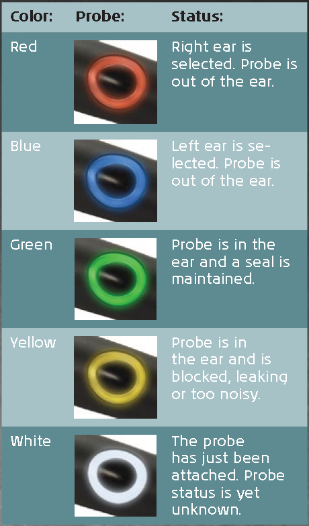 Color: Probe: Status:
Red
Right ear is
selected. Probe is
out of the ear.
Blue
Left ear is se-
lected. Probe is
out of the ear.
Green
Probe is in the
ear and a seal is
maintained.
Yellow
Probe is in
the ear and is
blocked, leaking
or too noisy.
White
The probe
has just been
attached. Probe
status is yet
unknown.